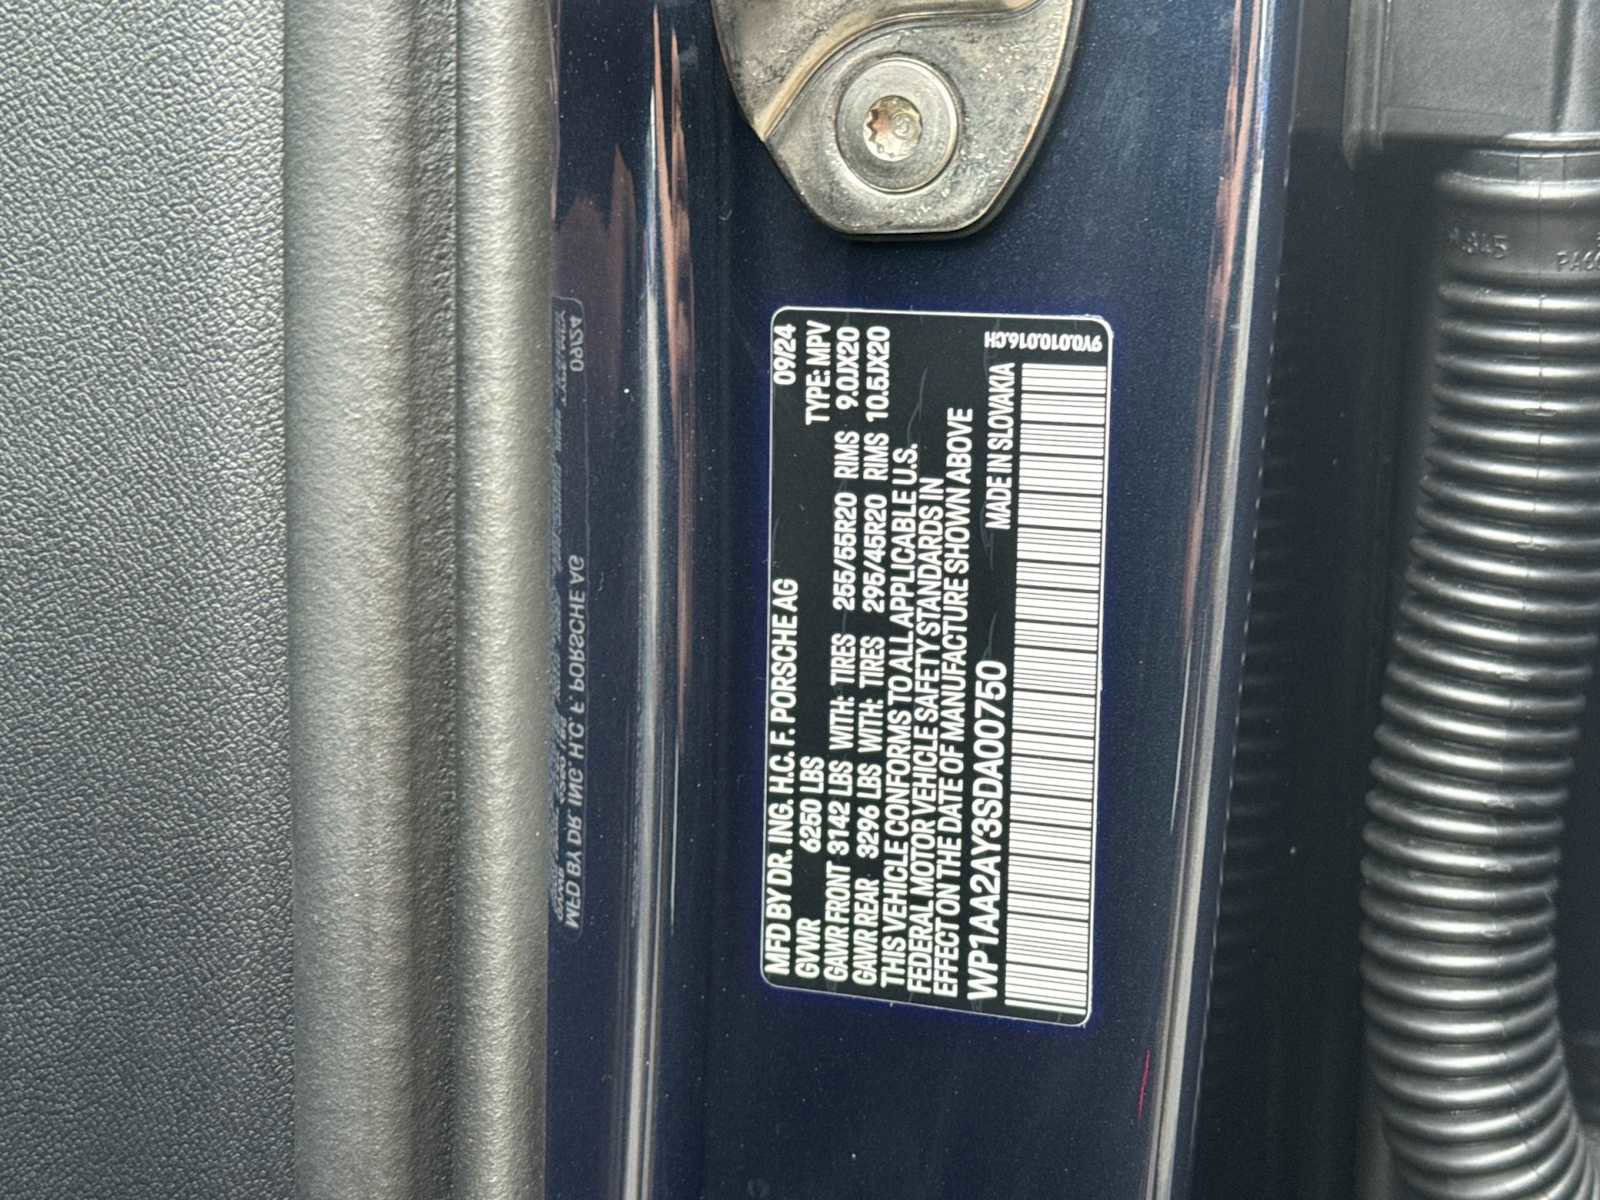 MFD BY DR. ING. H.C. F. PORSCHE AG 09/24
GVWR 6250 LBS TYPE: MPV
GAWR FRONT 3142 LBS WITH: TIRES 255/55R20 RIMS 9.0JX20
GAWR REAR 3296 LBS WITH: TIRES 295/45R20 RIMS 10.5JX20
THIS VEHICLE CONFORMS TO ALL APPLICABLE U.S.
FEDERAL MOTOR VEHICLE SAFETY STANDARDS IN
EFFECT ON THE DATE OF MANUFACTURE SHOWN ABOVE
WP1AA2AY3SDA00750 MADE IN SLOVAKIA
9Y0.010.016.CH